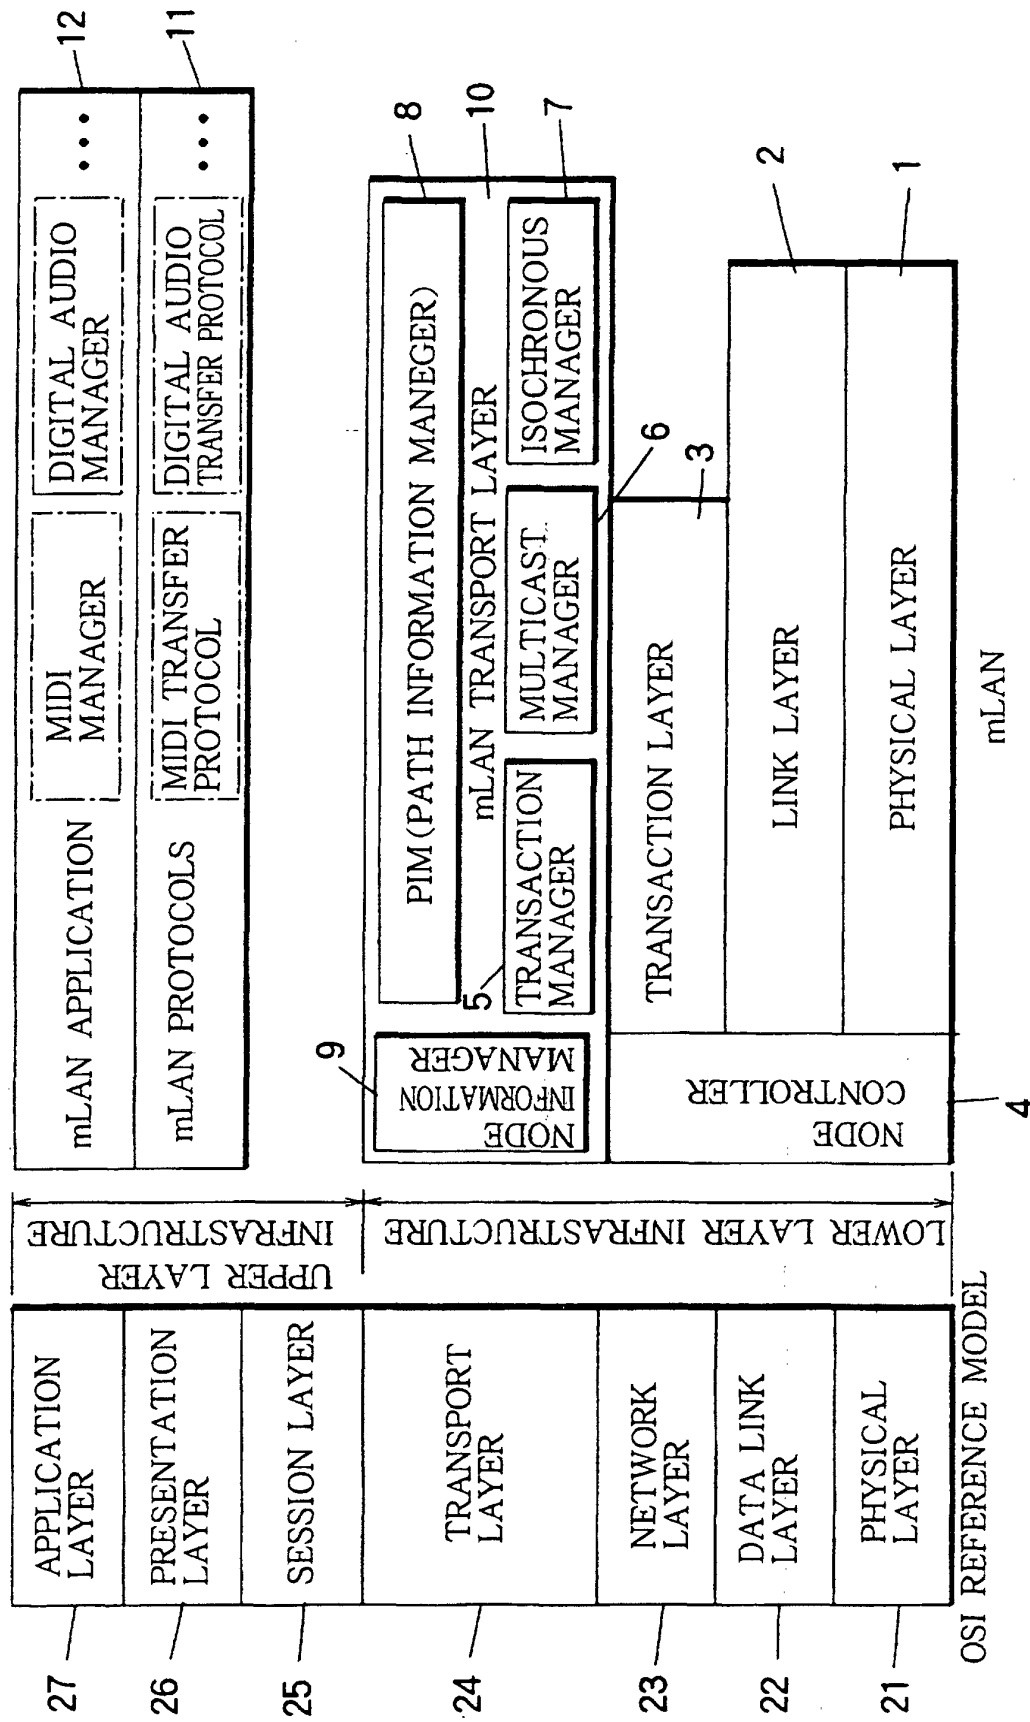 27
APPLICATION
LAYER
26
PRESENTATION
LAYER
25
SESSION LAYER
24
TRANSPORT
LAYER
23
NETWORK
LAYER
22
DATA LINK
LAYER
21
PHYSICAL
LAYER
OSI REFERENCE MODEL
UPPER LAYER
INFRASTRUCTURE
LOWER LAYER INFRASTRUCTURE
mLAN APPLICATION
MIDI
MANAGER
DIGITAL AUDIO
MANAGER
•••
12
mLAN PROTOCOLS
MIDI TRANSFER
PROTOCOL
DIGITAL AUDIO
TRANSFER PROTOCOL
•••
11
9
NODE
INFORMATION
MANAGER
PIM(PATH INFORMATION MANEGER)
8
mLAN TRANSPORT LAYER
10
5
TRANSACTION
MANAGER
MULTICAST
MANAGER
6
ISOCHRONOUS
MANAGER
7
NODE
CONTROLLER
4
TRANSACTION LAYER
3
LINK LAYER
2
PHYSICAL LAYER
1
mLAN